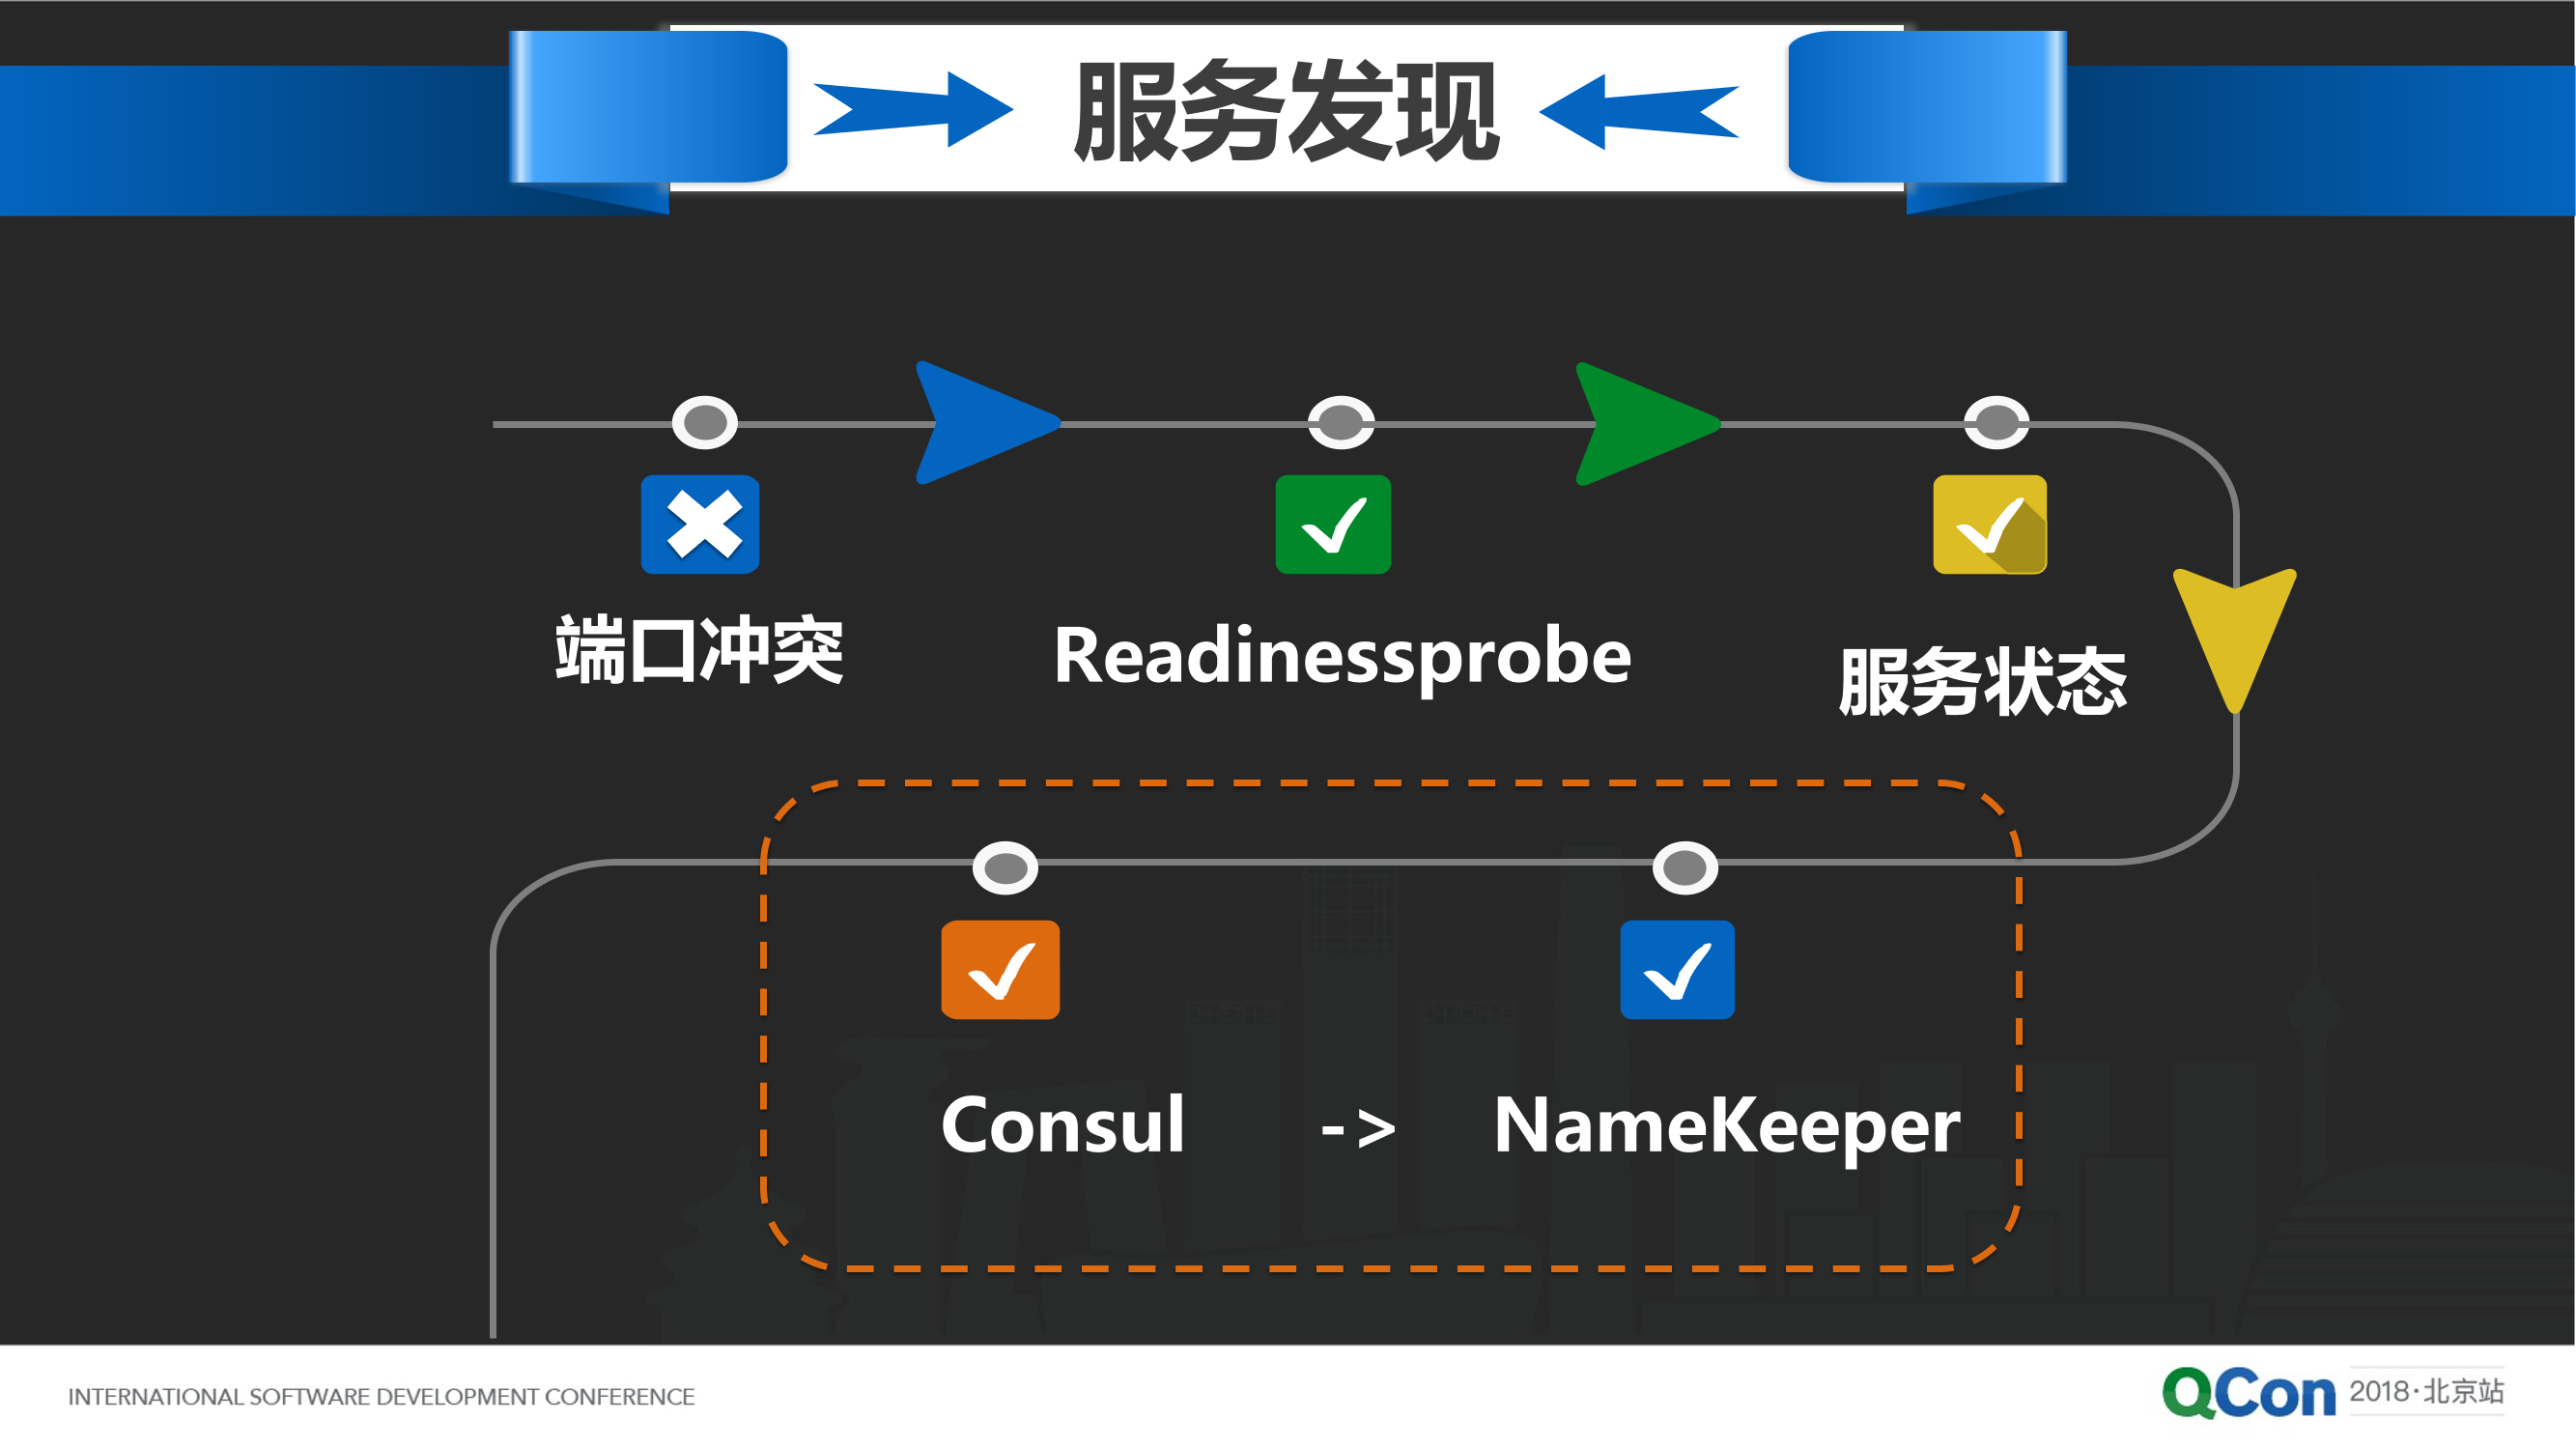 服务发现
端口冲突
Readinessprobe
服务状态
Consul -> NameKeeper
INTERNATIONAL SOFTWARE DEVELOPMENT CONFERENCE
QCon 2018·北京站